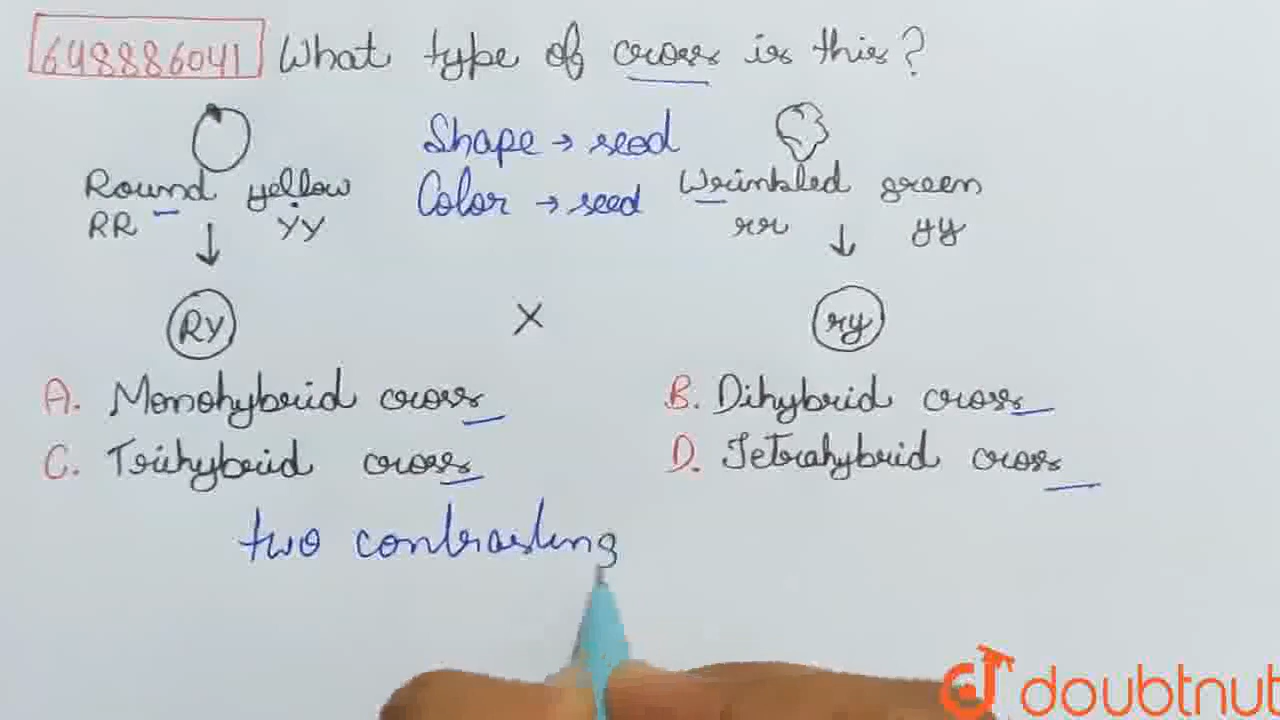 648886041 What type of cross is this?
Shape → seed
Round yellow Color → seed Wrinkled green
RR YY rr yy
RY × ry
A. Monohybrid cross B. Dihybrid cross
C. Trihybrid cross D. Tetrahybrid cross
two contrasting
doubtnut